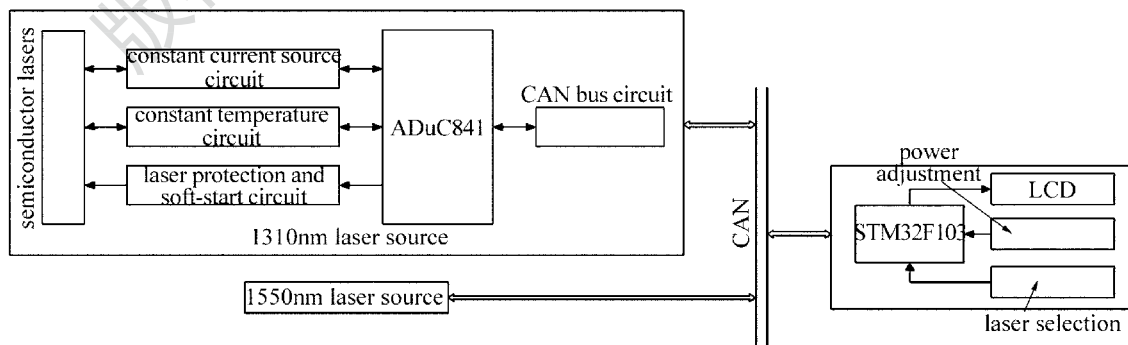 semiconductor lasers
constant current source
circuit
constant temperature
circuit
laser protection and
soft-start circuit
ADuC841
CAN bus circuit
1310nm laser source
1550nm laser source
CAN
power
adjustment
LCD
STM32F103
laser selection
版